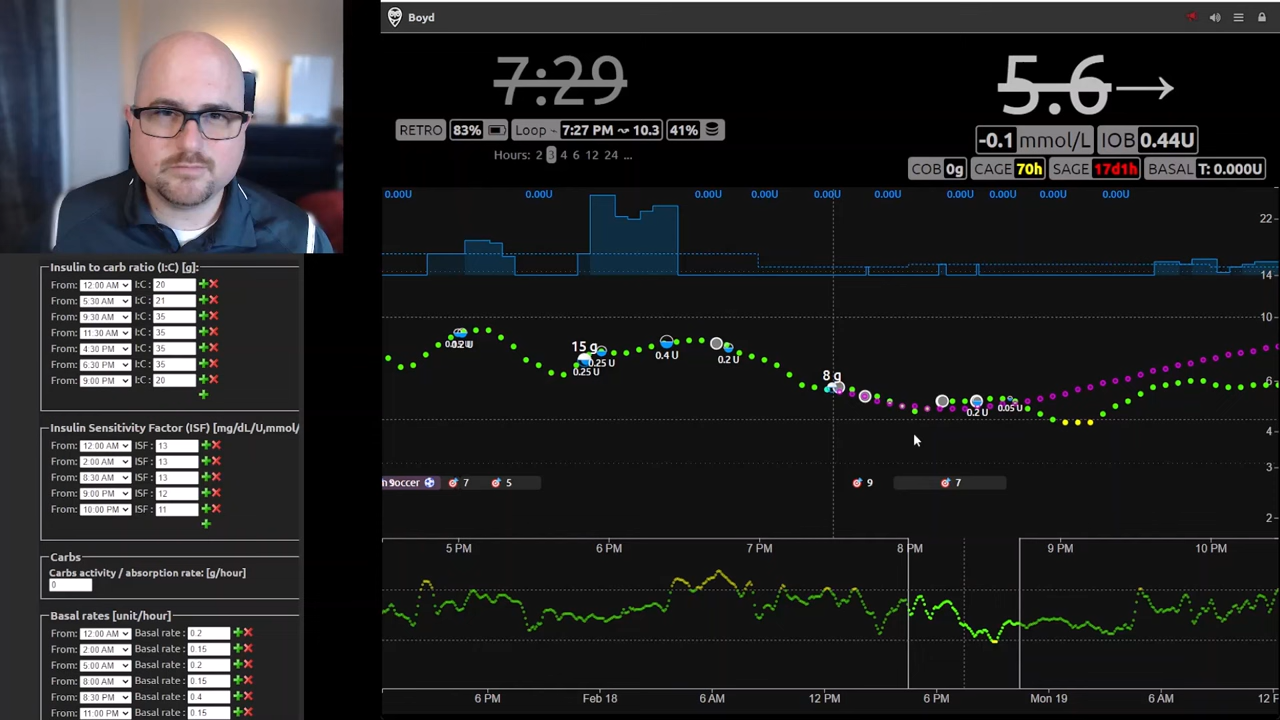 Boyd
7:29
5.6
RETRO 83% Loop 7:27 PM ↝ 10.3 41%
-0.1 mmol/L IOB 0.44U
Hours: 2 3 4 6 12 24 ...
COB 0g CAGE 70h SAGE 17d1h BASAL T: 0.000U
0.00U 0.00U 0.00U 0.00U 0.00U 0.00U 0.00U 0.00U 0.00U 0.00U
22
14
10
15 g
0.25 U
0.25 U
0.4 U
0.2 U
8 g
0.2 U
0.05 U
6
4
3
2
Soccer 7 5 9 7
5 PM 6 PM 7 PM 8 PM 9 PM 10 PM
6 PM Feb 18 6 AM 12 PM 6 PM Mon 19 6 AM
Insulin to carb ratio (I:C) [g]:
From: 12:00 AM I:C : 20
From: 5:30 AM I:C : 21
From: 9:30 AM I:C : 35
From: 11:30 AM I:C : 35
From: 4:30 PM I:C : 35
From: 6:30 PM I:C : 35
From: 9:00 PM I:C : 20
Insulin Sensitivity Factor (ISF) [mg/dL/U,mmol/
From: 12:00 AM ISF : 13
From: 2:00 AM ISF : 13
From: 8:30 AM ISF : 13
From: 9:00 PM ISF : 12
From: 10:00 PM ISF : 11
Carbs
Carbs activity / absorption rate: [g/hour]
0
Basal rates [unit/hour]
From: 12:00 AM Basal rate : 0.2
From: 2:00 AM Basal rate : 0.15
From: 5:00 AM Basal rate : 0.2
From: 8:00 AM Basal rate : 0.15
From: 8:30 PM Basal rate : 0.4
From: 11:00 PM Basal rate : 0.15